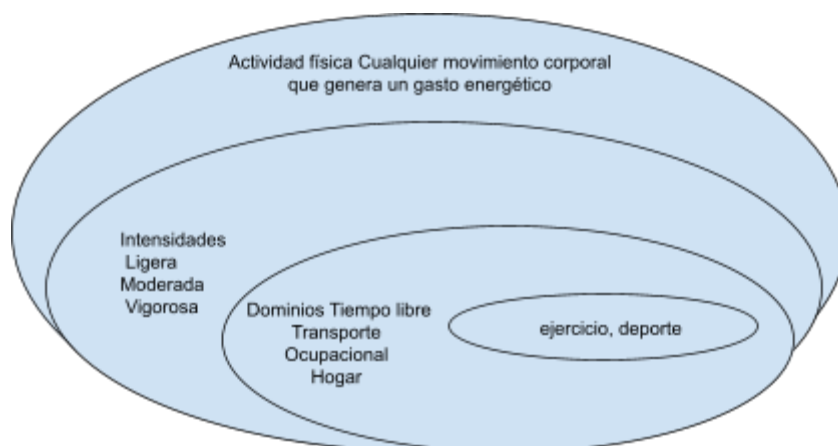 Actividad física Cualquier movimiento corporal
que genera un gasto energético
Intensidades
Ligera
Moderada
Vigorosa
Dominios Tiempo libre
Transporte
Ocupacional
Hogar
ejercicio, deporte